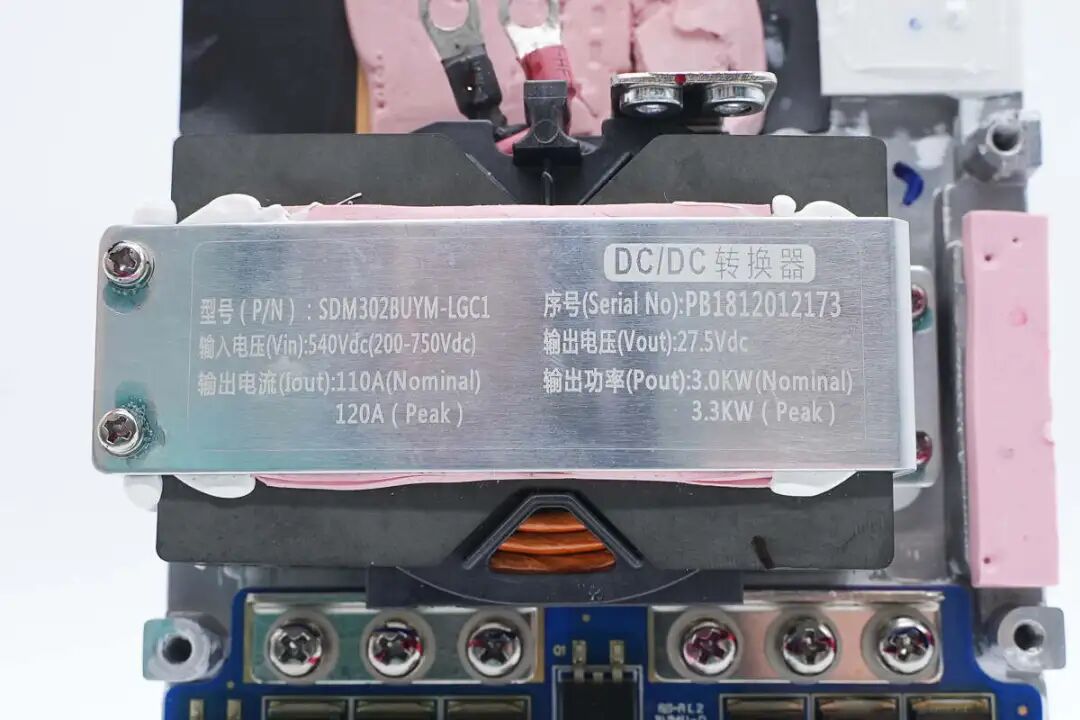 DC/DC 转换器
型号(P/N):SDM302BUYM-LGC1
序号(Serial No):PB1812012173
输入电压(Vin):540Vdc(200-750Vdc)
输出电压(Vout):27.5Vdc
输出电流(Iout):110A(Nominal)
120A(Peak)
输出功率(Pout):3.0KW(Nominal)
3.3KW(Peak)
Q1